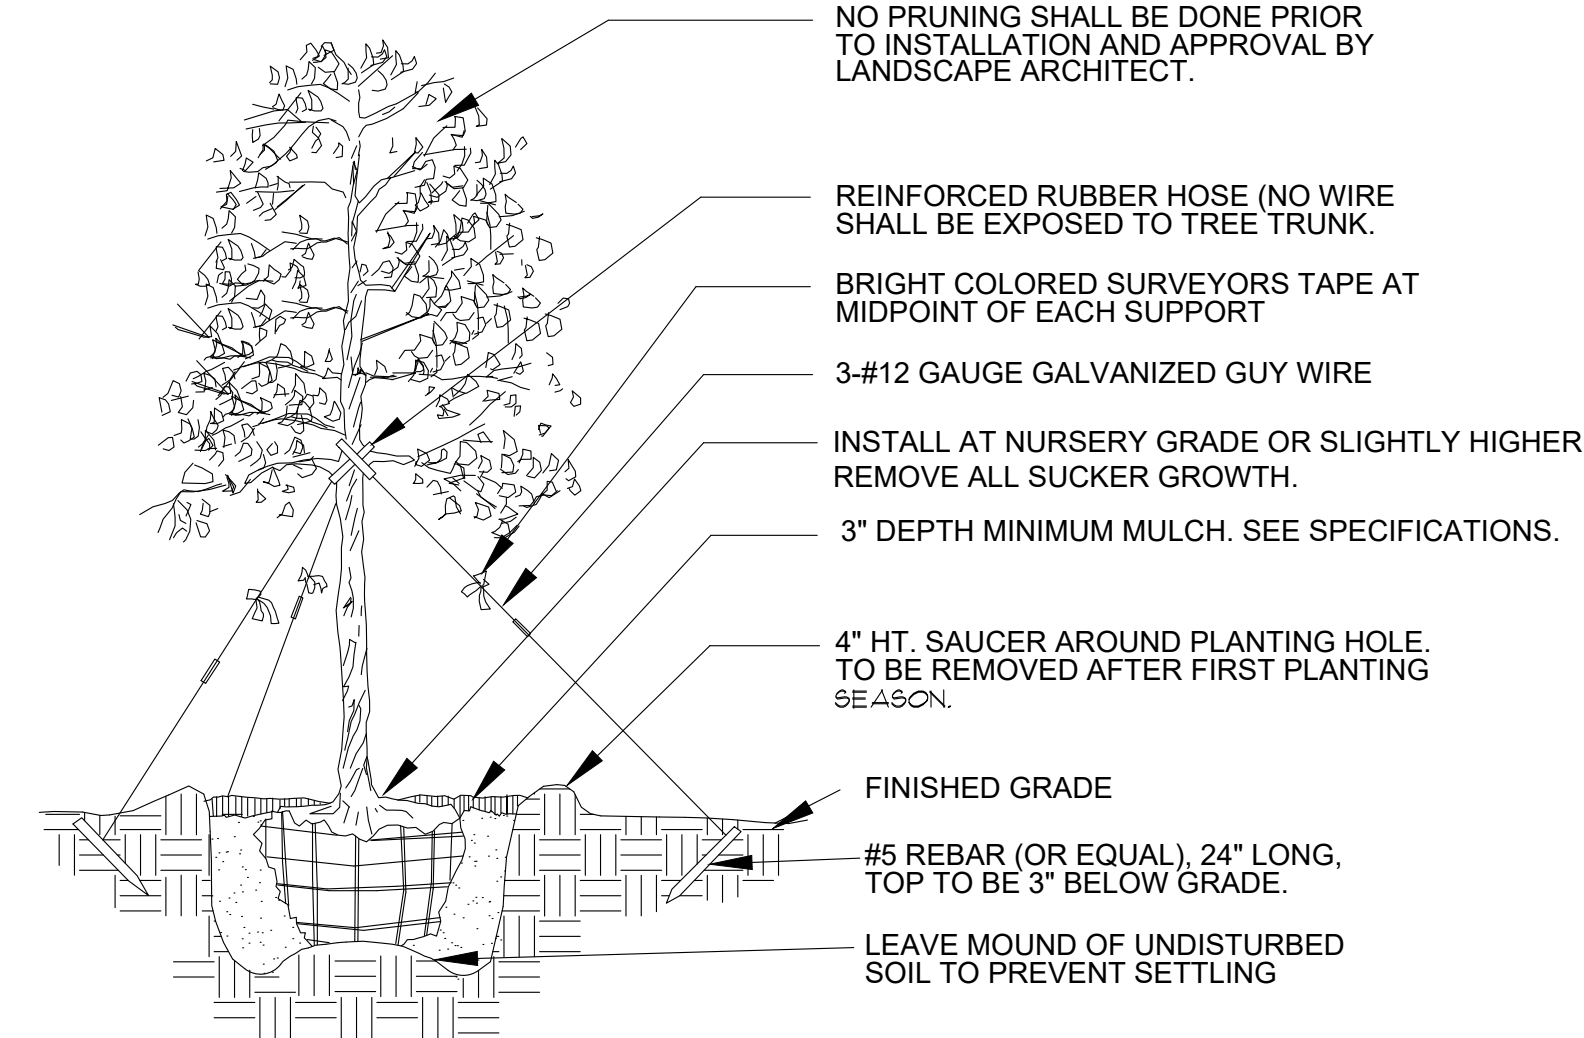 NO PRUNING SHALL BE DONE PRIOR
TO INSTALLATION AND APPROVAL BY
LANDSCAPE ARCHITECT.
REINFORCED RUBBER HOSE (NO WIRE
SHALL BE EXPOSED TO TREE TRUNK.
BRIGHT COLORED SURVEYORS TAPE AT
MIDPOINT OF EACH SUPPORT
3-#12 GAUGE GALVANIZED GUY WIRE
INSTALL AT NURSERY GRADE OR SLIGHTLY HIGHER
REMOVE ALL SUCKER GROWTH.
3" DEPTH MINIMUM MULCH. SEE SPECIFICATIONS.
4" HT. SAUCER AROUND PLANTING HOLE.
TO BE REMOVED AFTER FIRST PLANTING
SEASON.
FINISHED GRADE
#5 REBAR (OR EQUAL), 24" LONG,
TOP TO BE 3" BELOW GRADE.
LEAVE MOUND OF UNDISTURBED
SOIL TO PREVENT SETTLING